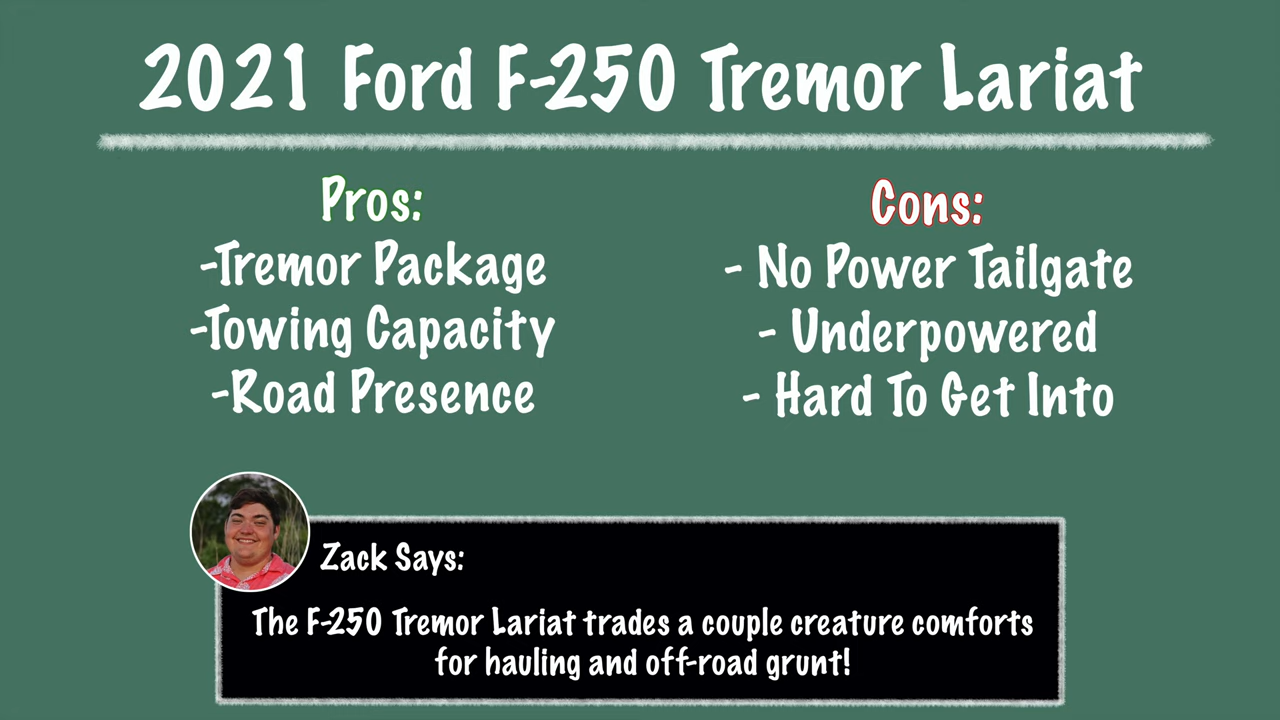 2021 Ford F-250 Tremor Lariat
Pros:
-Tremor Package
-Towing Capacity
-Road Presence
Cons:
- No Power Tailgate
- Underpowered
- Hard To Get Into
Zack Says:
The F-250 Tremor Lariat trades a couple creature comforts
for hauling and off-road grunt!